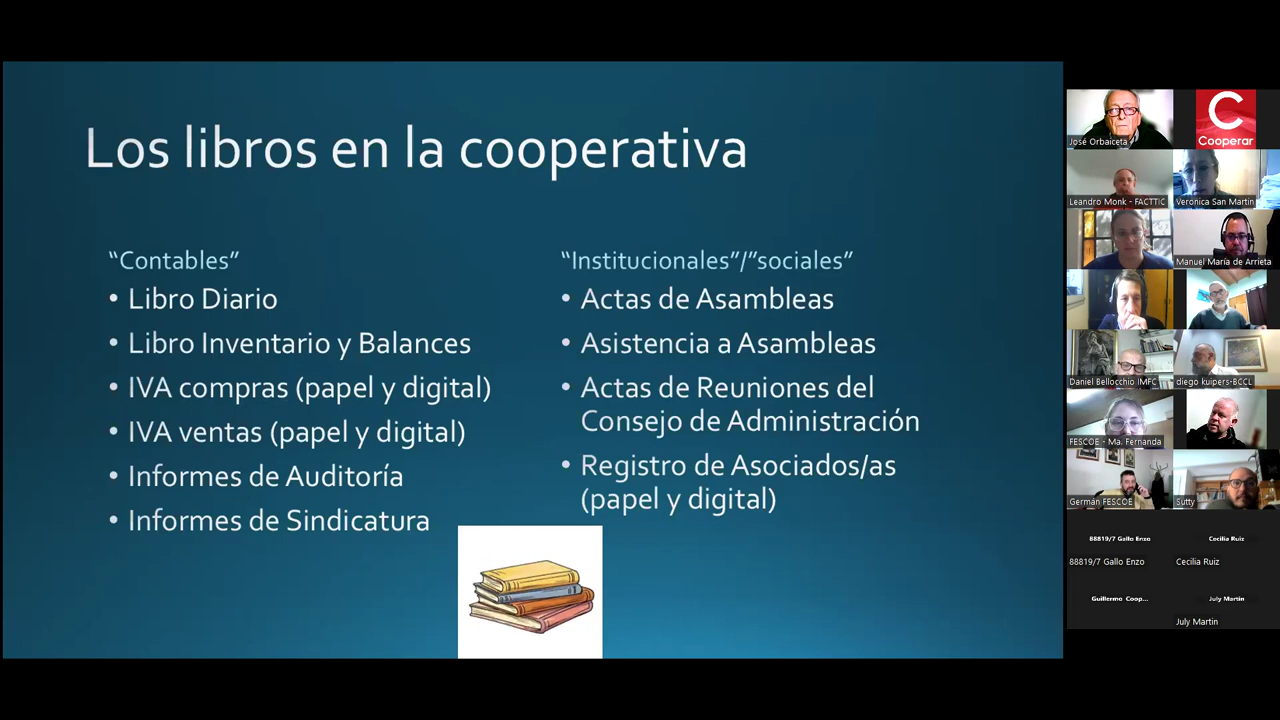 Los libros en la cooperativa
“Contables”
• Libro Diario
• Libro Inventario y Balances
• IVA compras (papel y digital)
• IVA ventas (papel y digital)
• Informes de Auditoría
• Informes de Sindicatura
“Institucionales”/”sociales”
• Actas de Asambleas
• Asistencia a Asambleas
• Actas de Reuniones del
Consejo de Administración
• Registro de Asociados/as
(papel y digital)
José Orbaiceta
C
Cooperar
Leandro Monk - FACTTIC
Veronica San Martin
Manuel María de Arrieta
Daniel Bellocchio IMFC
diego kuipers-BCCL
FESCOE - Ma. Fernanda
Germán FESCOE
Sutty
88819/7 Gallo Enzo
Cecilia Ruiz
88819/7 Gallo Enzo
Cecilia Ruiz
Guillermo Coop...
July Martin
July Martin